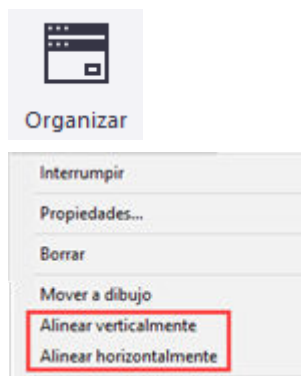 Organizar
Interrumpir
Propiedades...
Borrar
Mover a dibujo
Alinear verticalmente
Alinear horizontalmente